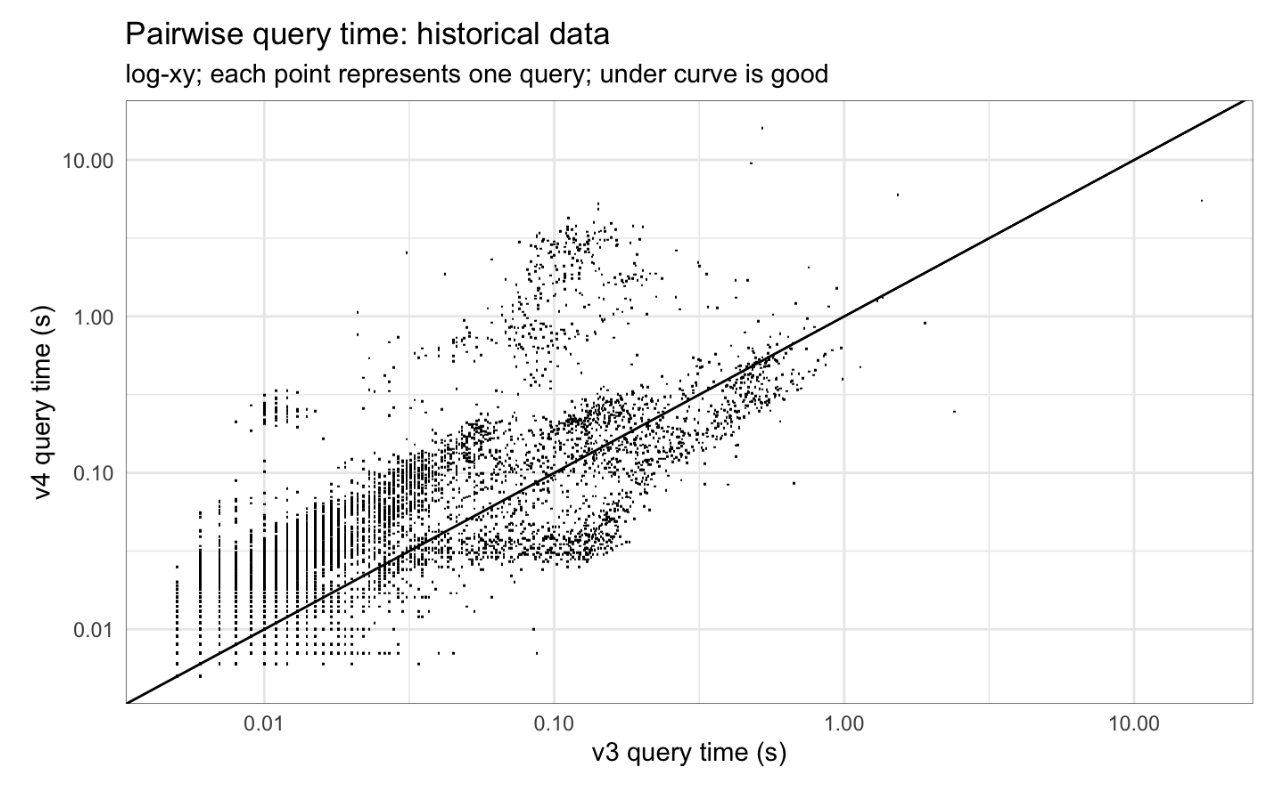 Pairwise query time: historical data
log-xy; each point represents one query; under curve is good
10.00
1.00
0.10
0.01
v4 query time (s)
0.01
0.10
1.00
10.00
v3 query time (s)